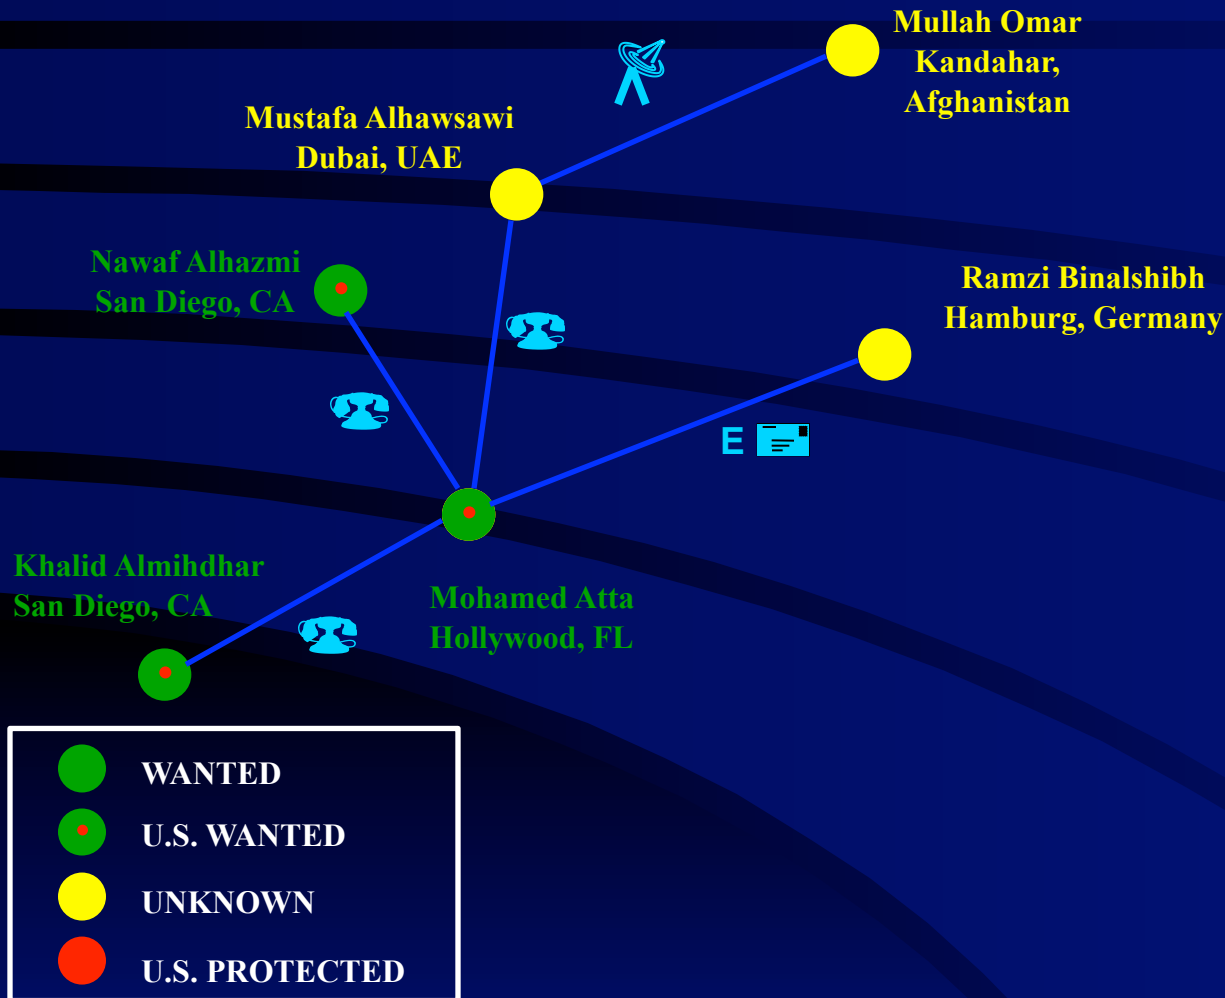 Mullah Omar
Kandahar,
Afghanistan
Mustafa Alhawsawi
Dubai, UAE
Nawaf Alhazmi
San Diego, CA
Ramzi Binalshibh
Hamburg, Germany
E
Khalid Almihdhar
San Diego, CA
Mohamed Atta
Hollywood, FL
WANTED
U.S. WANTED
UNKNOWN
U.S. PROTECTED